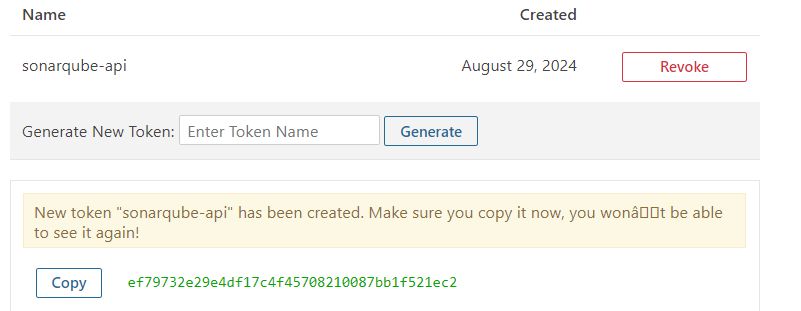 Name Created
sonarqube-api August 29, 2024 Revoke
Generate New Token: Enter Token Name Generate
New token "sonarqube-api" has been created. Make sure you copy it now, you wonâ▯▯t be able
to see it again!
Copy ef79732e29e4df17c4f45708210087bb1f521ec2